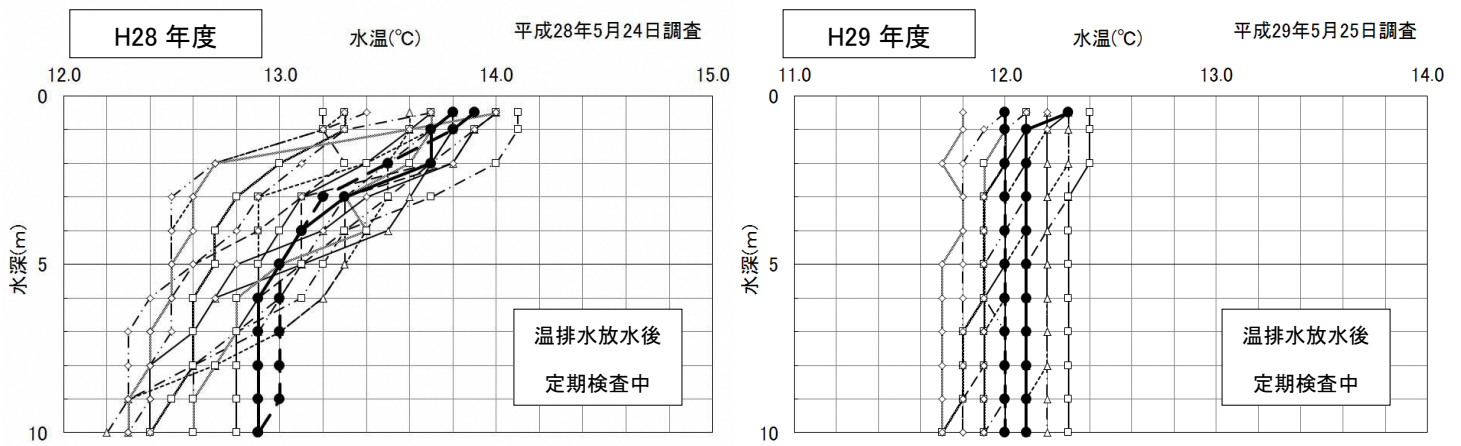 H28 年度
水温(℃)
平成28年5月24日調査
12.0 13.0 14.0 15.0
0
5
10
水深(m)
温排水放水後
定期検査中
H29 年度
水温(℃)
平成29年5月25日調査
11.0 12.0 13.0 14.0
0
5
10
水深(m)
温排水放水後
定期検査中